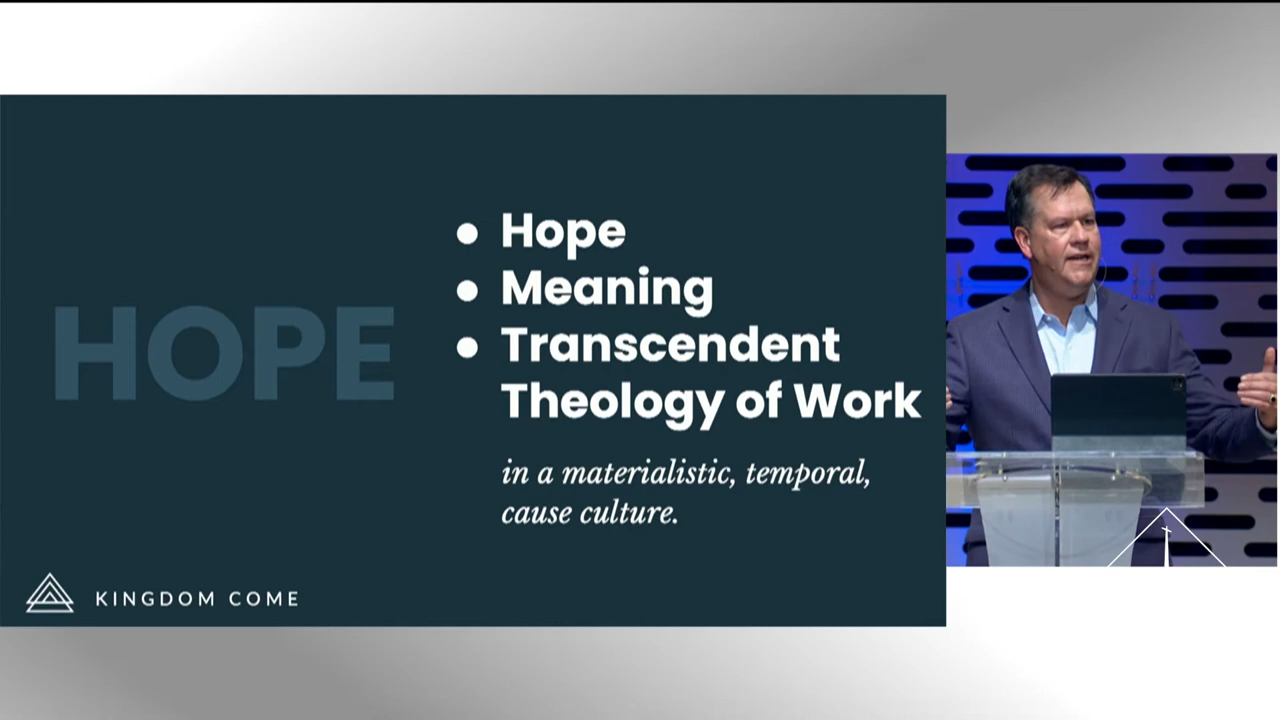 HOPE
● Hope
● Meaning
● Transcendent
Theology of Work
in a materialistic, temporal,
cause culture.
KINGDOM COME